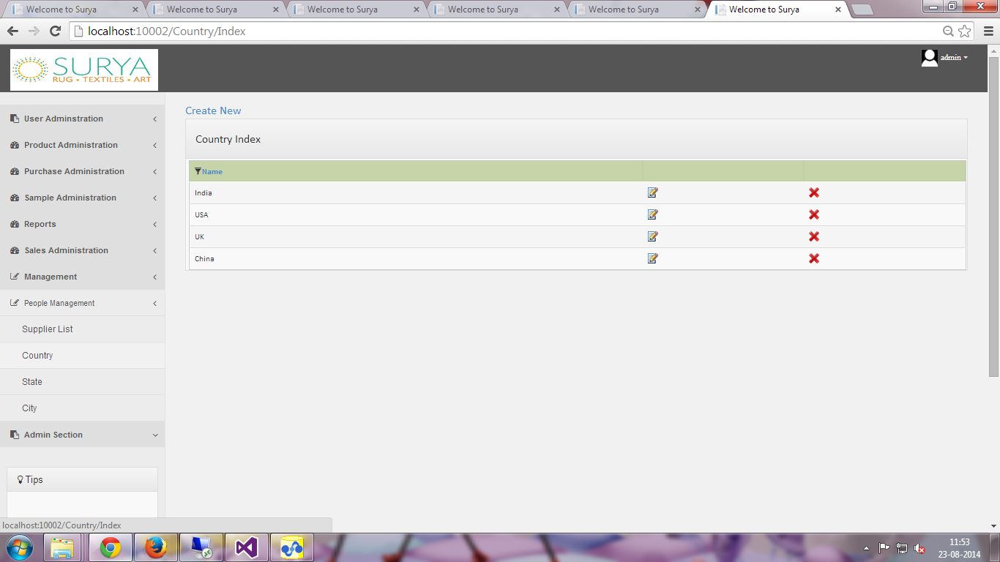 Welcome to Surya Welcome to Surya Welcome to Surya Welcome to Surya Welcome to Surya Welcome to Surya
localhost:10002/Country/Index
SURYA
RUG • TEXTILES • ART
admin
User Adminstration
Product Administration
Purchase Administration
Sample Administration
Reports
Sales Administration
Management
People Management
Supplier List
Country
State
City
Admin Section
Tips
Create New
Country Index
Name
India
USA
UK
China
localhost:10002/Country/Index
11:53
23-08-2014